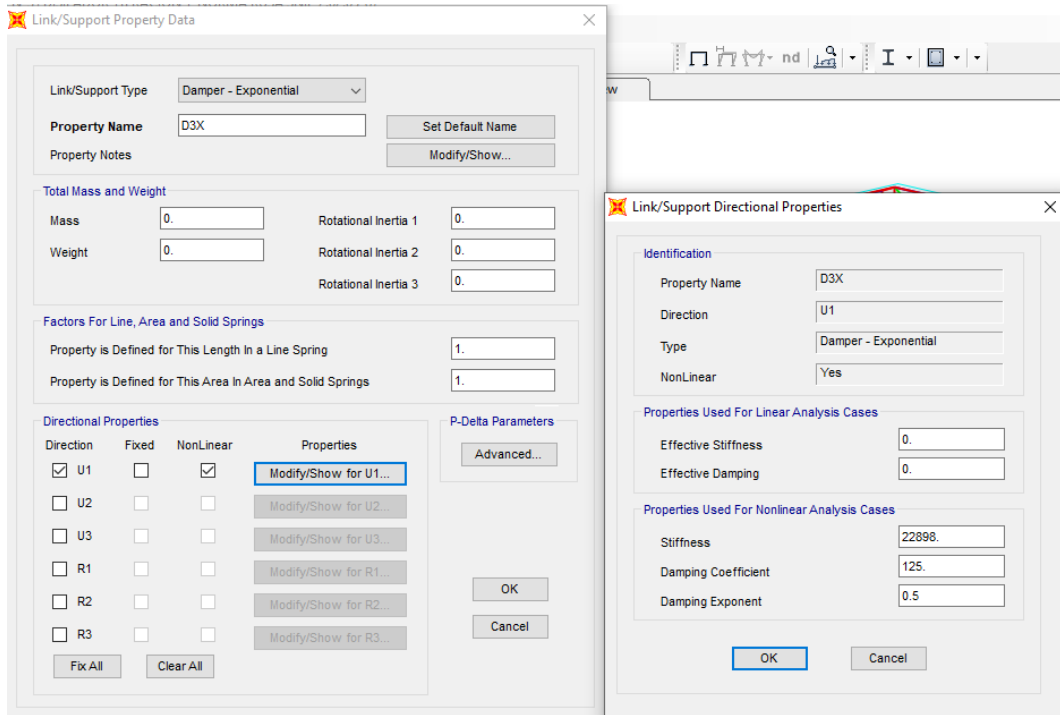 Link/Support Property Data
Link/Support Type Damper - Exponential
Property Name D3X Set Default Name
Property Notes Modify/Show...
Total Mass and Weight
Mass 0. Rotational Inertia 1 0.
Weight 0. Rotational Inertia 2 0.
Rotational Inertia 3 0.
Factors For Line, Area and Solid Springs
Property is Defined for This Length In a Line Spring 1.
Property is Defined for This Area In Area and Solid Springs 1.
Directional Properties
Direction Fixed NonLinear Properties
U1 Modify/Show for U1...
U2 Modify/Show for U2...
U3 Modify/Show for U3...
R1 Modify/Show for R1...
R2 Modify/Show for R2...
R3 Modify/Show for R3...
Fix All Clear All
P-Delta Parameters
Advanced...
OK
Cancel
nd
ew
Link/Support Directional Properties
Identification
Property Name D3X
Direction U1
Type Damper - Exponential
NonLinear Yes
Properties Used For Linear Analysis Cases
Effective Stiffness 0.
Effective Damping 0.
Properties Used For Nonlinear Analysis Cases
Stiffness 22898.
Damping Coefficient 125.
Damping Exponent 0.5
OK Cancel